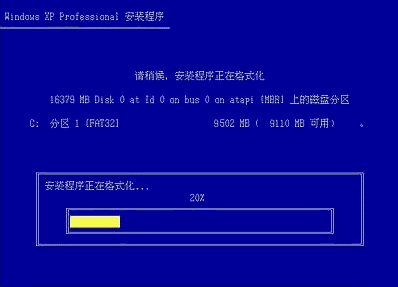 Windows XP Professional 安装程序
请稍候，安装程序正在格式化
16379 MB Disk 0 at Id 0 on bus 0 on atapi [MBR] 上的磁盘分区
C: 分区 1 [FAT32] 9502 MB ( 9110 MB 可用) 。
安装程序正在格式化...
20%